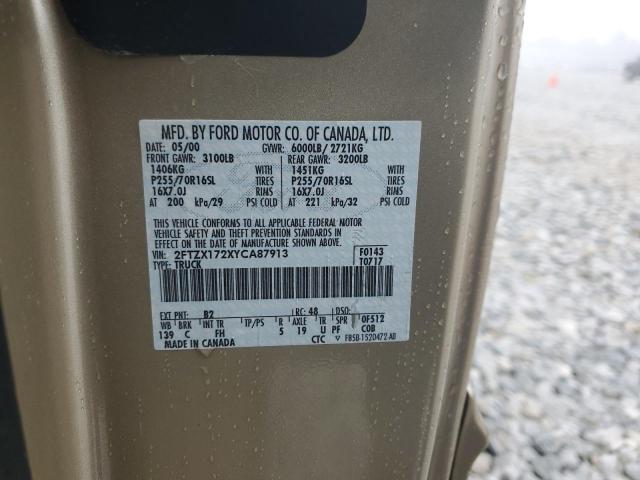 MFD. BY FORD MOTOR CO. OF CANADA, LTD.
DATE: 05/00 GVWR: 6000LB/ 2721KG
FRONT GAWR: 3100LB REAR GAWR: 3200LB
1406KG WITH 1451KG WITH
P255/70R16SL TIRES P255/70R16SL TIRES
16X7.0J RIMS 16X7.0J RIMS
AT 200 kPa/29 PSI COLD AT 221 kPa/32 PSI COLD
THIS VEHICLE CONFORMS TO ALL APPLICABLE FEDERAL MOTOR
VEHICLE SAFETY AND THEFT PREVENTION STANDARDS IN
EFFECT ON THE DATE OF MANUFACTURE SHOWN ABOVE.
VIN: 2FTZX172XYCA87913 F0143
TYPE: TRUCK T0717
EXT PNT: B2 RC: 48 DSO:
WB BRK INT TR TP/PS R AXLE TR SPR 0F512
139 C FH 5 19 U PF COB
MADE IN CANADA CTC F85B-1520472-AB